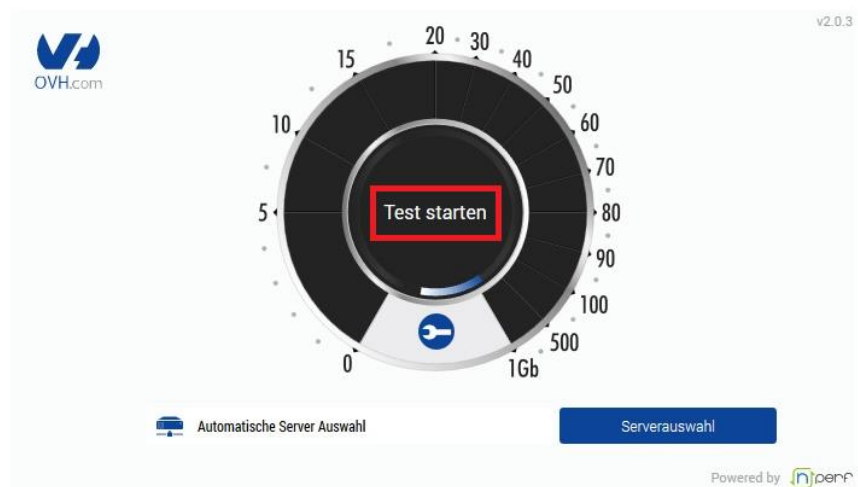 v2.0.3
OVH.com
0
5
10
15
20
30
40
50
60
70
80
90
100
500
1Gb
Test starten
Automatische Server Auswahl
Serverauswahl
Powered by nperf